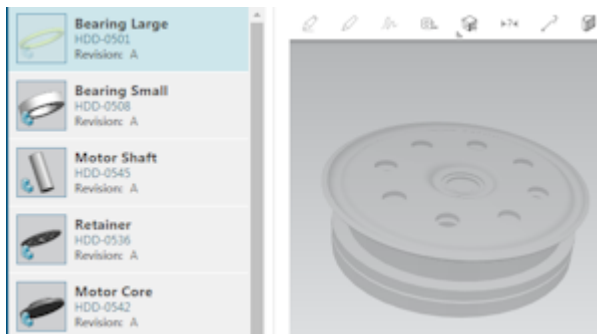 Bearing Large
HDD-0501
Revision: A
Bearing Small
HDD-0508
Revision: A
Motor Shaft
HDD-0545
Revision: A
Retainer
HDD-0536
Revision: A
Motor Core
HDD-0542
Revision: A